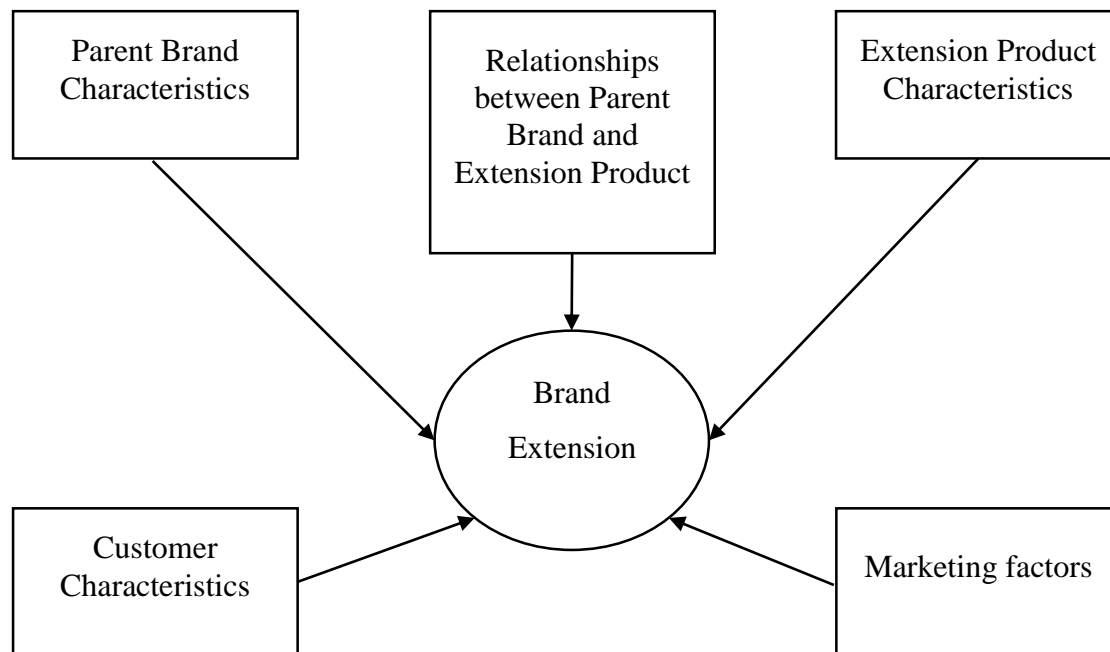 Parent Brand
Characteristics
Relationships
between Parent
Brand and
Extension Product
Extension Product
Characteristics
Brand
Extension
Customer
Characteristics
Marketing factors